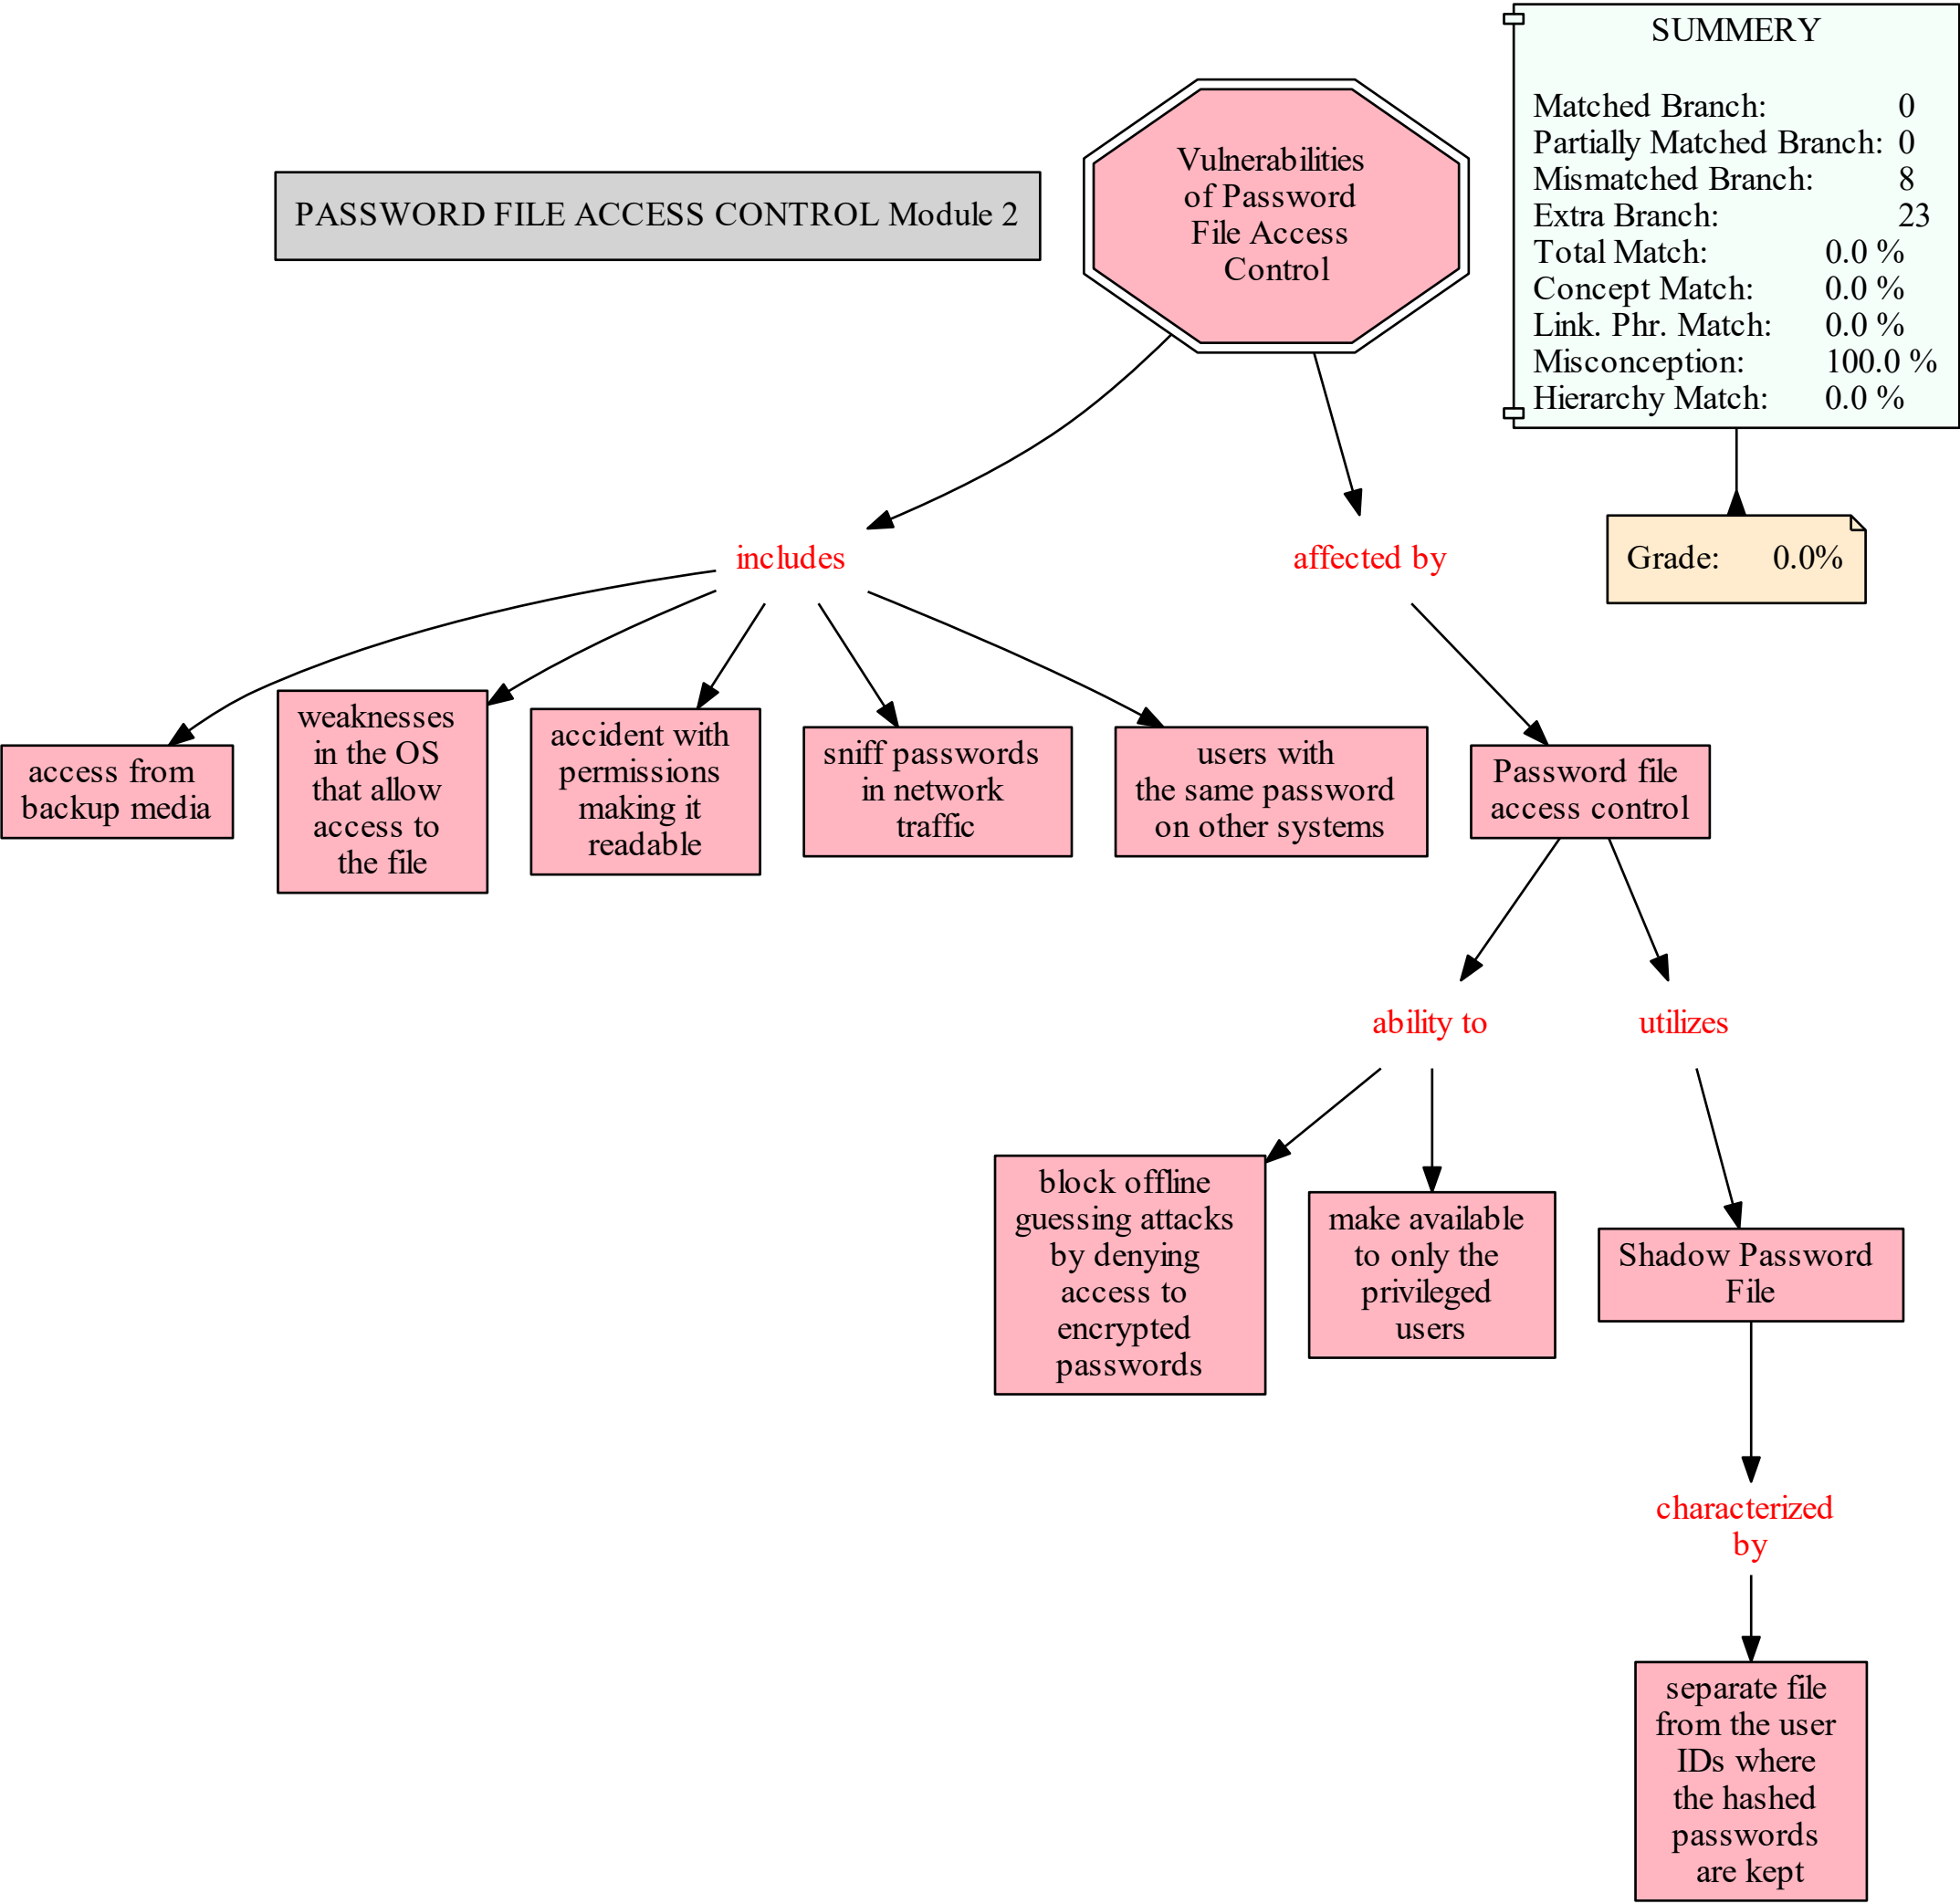 SUMMERY
Matched Branch: 0
Partially Matched Branch: 0
Mismatched Branch: 8
Extra Branch: 23
Total Match: 0.0 %
Concept Match: 0.0 %
Link. Phr. Match: 0.0 %
Misconception: 100.0 %
Hierarchy Match: 0.0 %
Vulnerabilities
of Password
File Access
Control
PASSWORD FILE ACCESS CONTROL Module 2
includes
affected by
Grade: 0.0%
access from
backup media
weaknesses
in the OS
that allow
access to
the file
accident with
permissions
making it
readable
sniff passwords
in network
traffic
users with
the same password
on other systems
Password file
access control
ability to
utilizes
block offline
guessing attacks
by denying
access to
encrypted
passwords
make available
to only the
privileged
users
Shadow Password
File
characterized
by
separate file
from the user
IDs where
the hashed
passwords
are kept